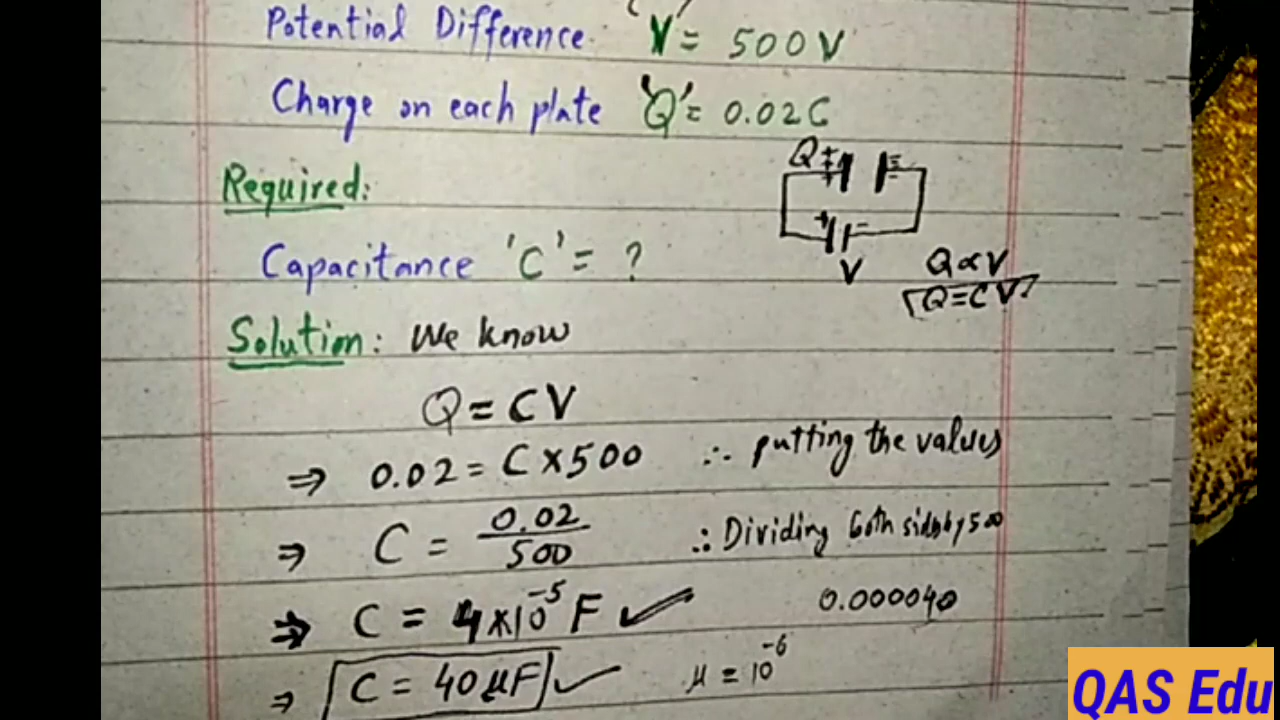 Potential Difference 'V' = 500V
Charge on each plate 'Q' = 0.02C
Required:
Q + -
Capacitance 'C' = ?
+ -
V
Q ∝ V
Q = CV
Solution: We know
Q = CV
⇒ 0.02 = C × 500 ∴ putting the values
⇒ C = 0.02/500 ∴ Dividing both sides by 500
⇒ C = 4×10⁻⁵ F ✓ 0.000040
⇒ C = 40 μF ✓ μ = 10⁻⁶
QAS Edu